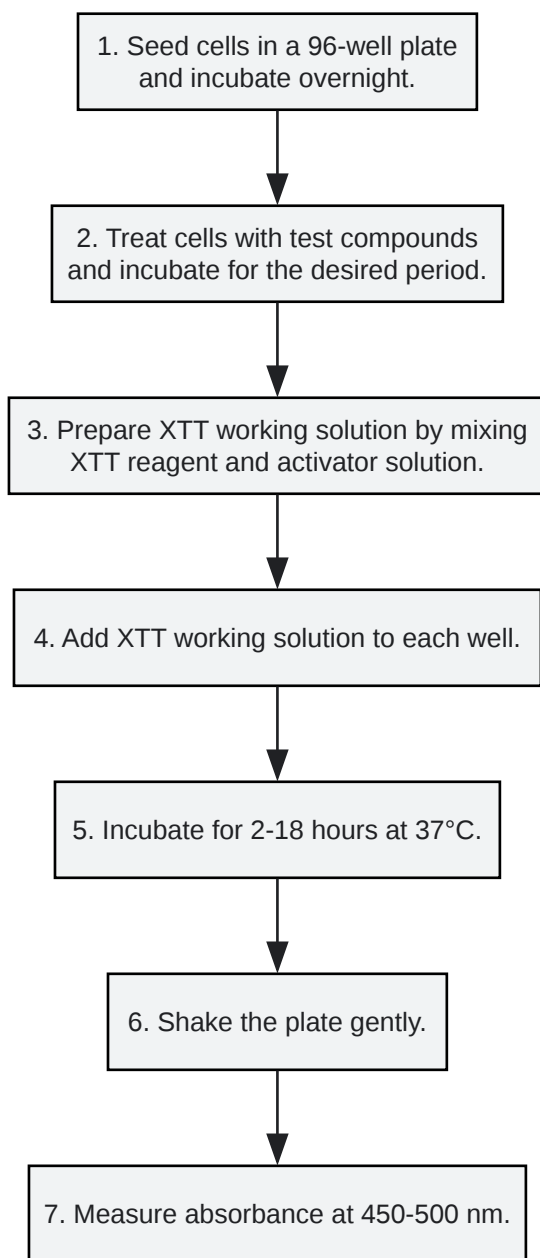 1. Seed cells in a 96-well plate
and incubate overnight.
2. Treat cells with test compounds
and incubate for the desired period.
3. Prepare XTT working solution by mixing
XTT reagent and activator solution.
4. Add XTT working solution to each well.
5. Incubate for 2-18 hours at 37°C.
6. Shake the plate gently.
7. Measure absorbance at 450-500 nm.